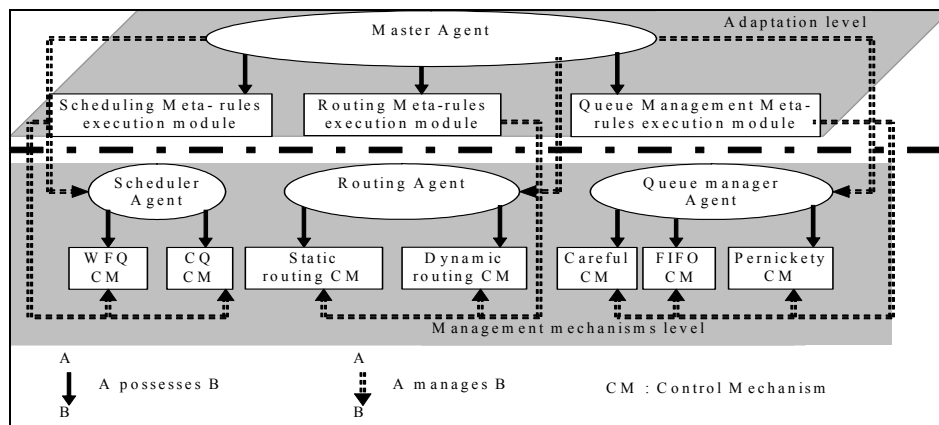 Adaptation level
Master Agent
Scheduling Meta-rules
execution module
Routing Meta-rules
execution module
Queue Management Meta-
rules execution module
Scheduler
Agent
Routing Agent
Queue manager
Agent
WFQ
CM
CQ
CM
Static
routing CM
Dynamic
routing CM
Careful
CM
FIFO
CM
Pernickety
CM
Management mechanisms level
A
B
A possesses B
A
B
A manages B
CM : Control Mechanism